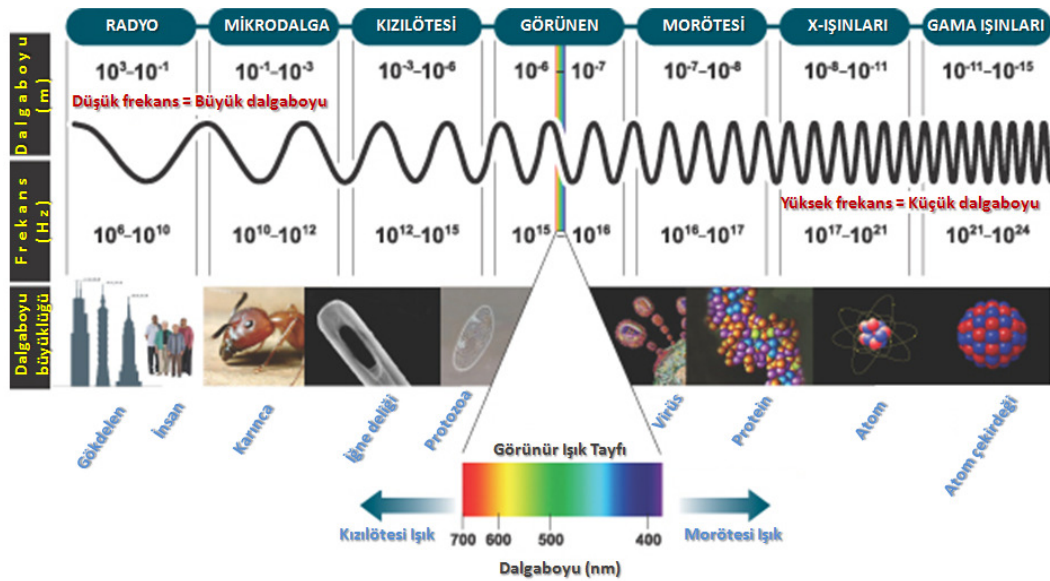 RADYO
MİKRODALGA
KIZILÖTESİ
GÖRÜNEN
MORÖTESİ
X-IŞINLARI
GAMA IŞINLARI
Dalgaboyu
(m)
10³–10⁻¹
10⁻¹–10⁻³
10⁻³–10⁻⁶
10⁻⁶ – 10⁻⁷
10⁻⁷–10⁻⁸
10⁻⁸–10⁻¹¹
10⁻¹¹–10⁻¹⁵
Düşük frekans = Büyük dalgaboyu
Yüksek frekans = Küçük dalgaboyu
Frekans
(Hz)
10⁶–10¹⁰
10¹⁰–10¹²
10¹²–10¹⁵
10¹⁵ – 10¹⁶
10¹⁶–10¹⁷
10¹⁷–10²¹
10²¹–10²⁴
Dalgaboyu
büyüklüğü
Gökdelen
İnsan
Karınca
İğne deliği
Protozoa
Virüs
Protein
Atom
Atom çekirdeği
Görünür Işık Tayfı
Kızılötesi Işık
Morötesi Işık
700 600 500 400
Dalgaboyu (nm)